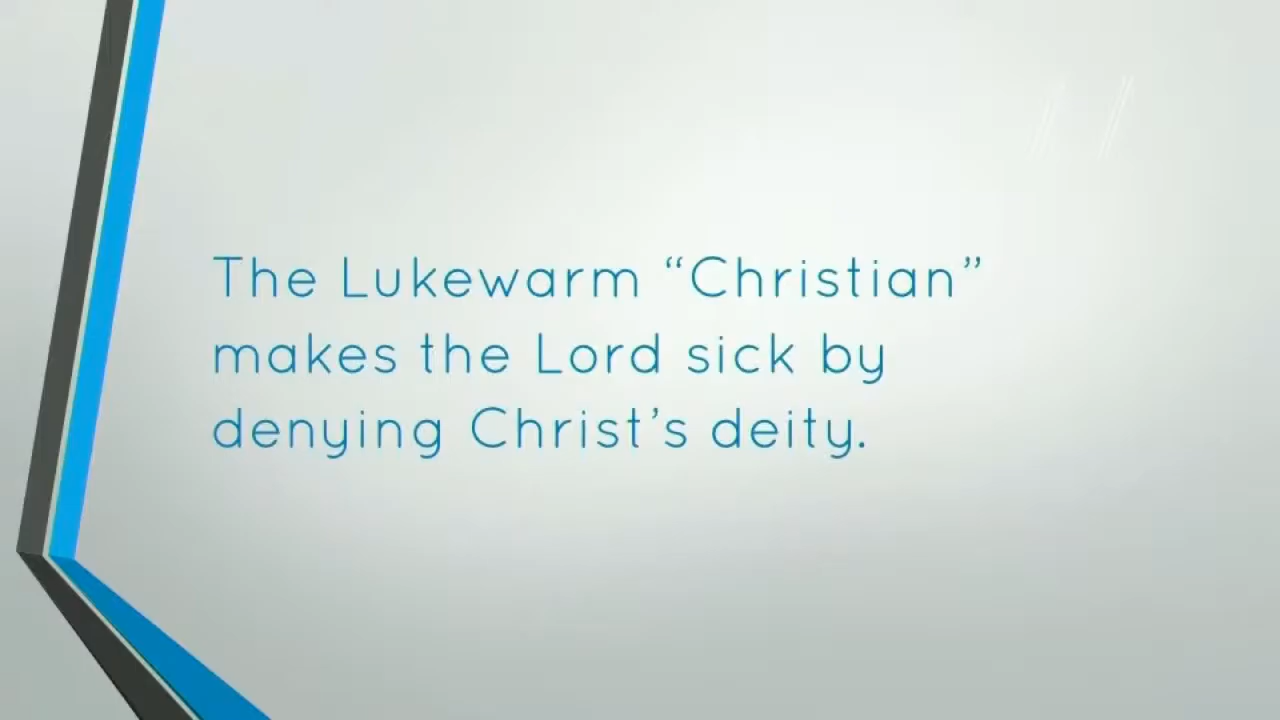 The Lukewarm “Christian”
makes the Lord sick by
denying Christ’s deity.